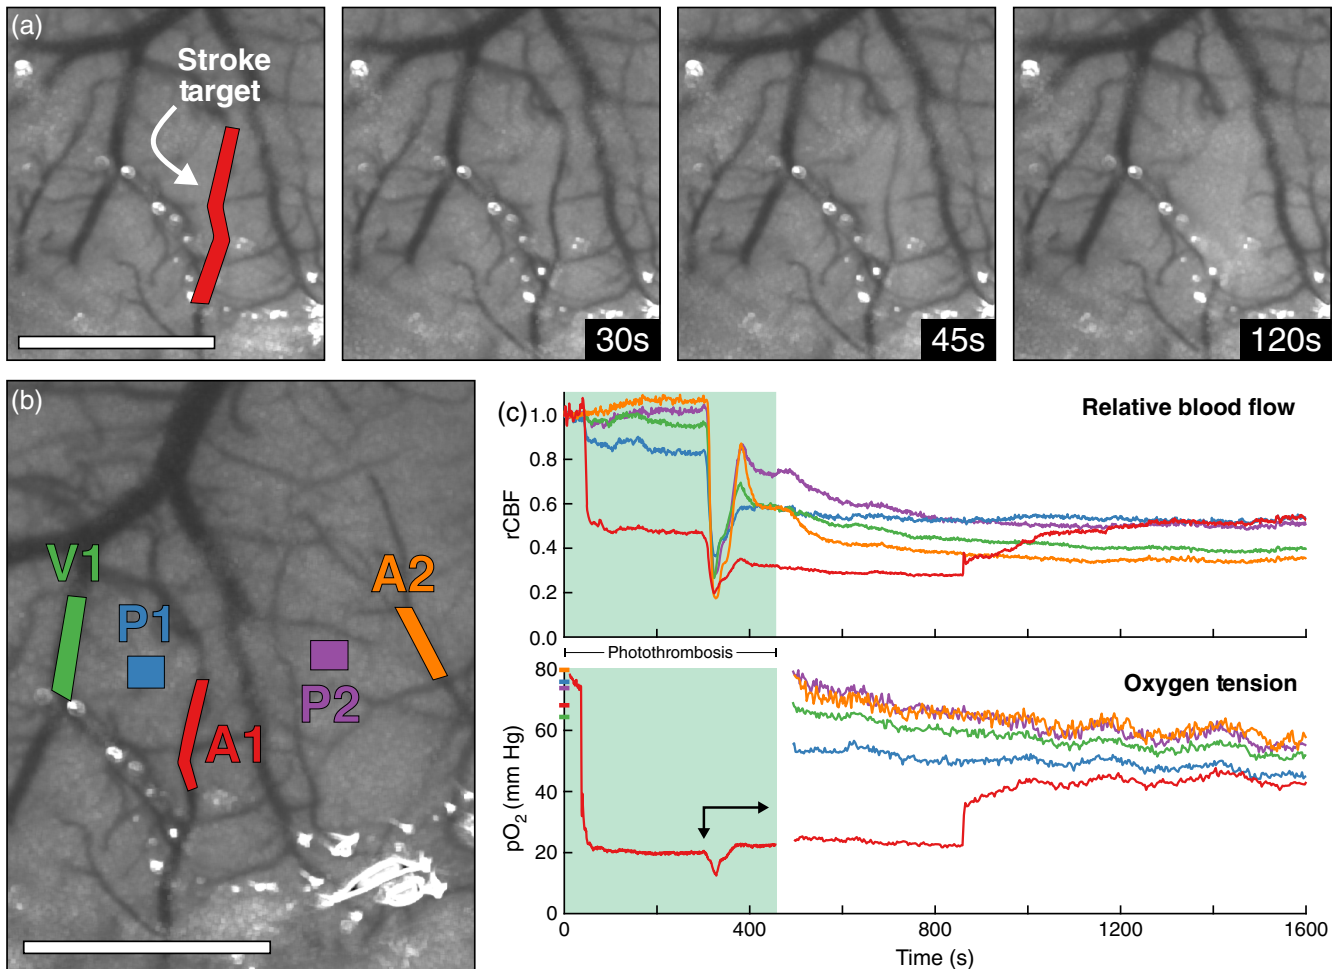 (a)
Stroke
target
30s
45s
120s
(b)
V1
P1
A1
P2
A2
(c)
Relative blood flow
rCBF
1.0
0.8
0.6
0.4
0.2
0.0
Photothrombosis
Oxygen tension
pO2 (mm Hg)
80
60
40
20
0
0 400 800 1200 1600
Time (s)